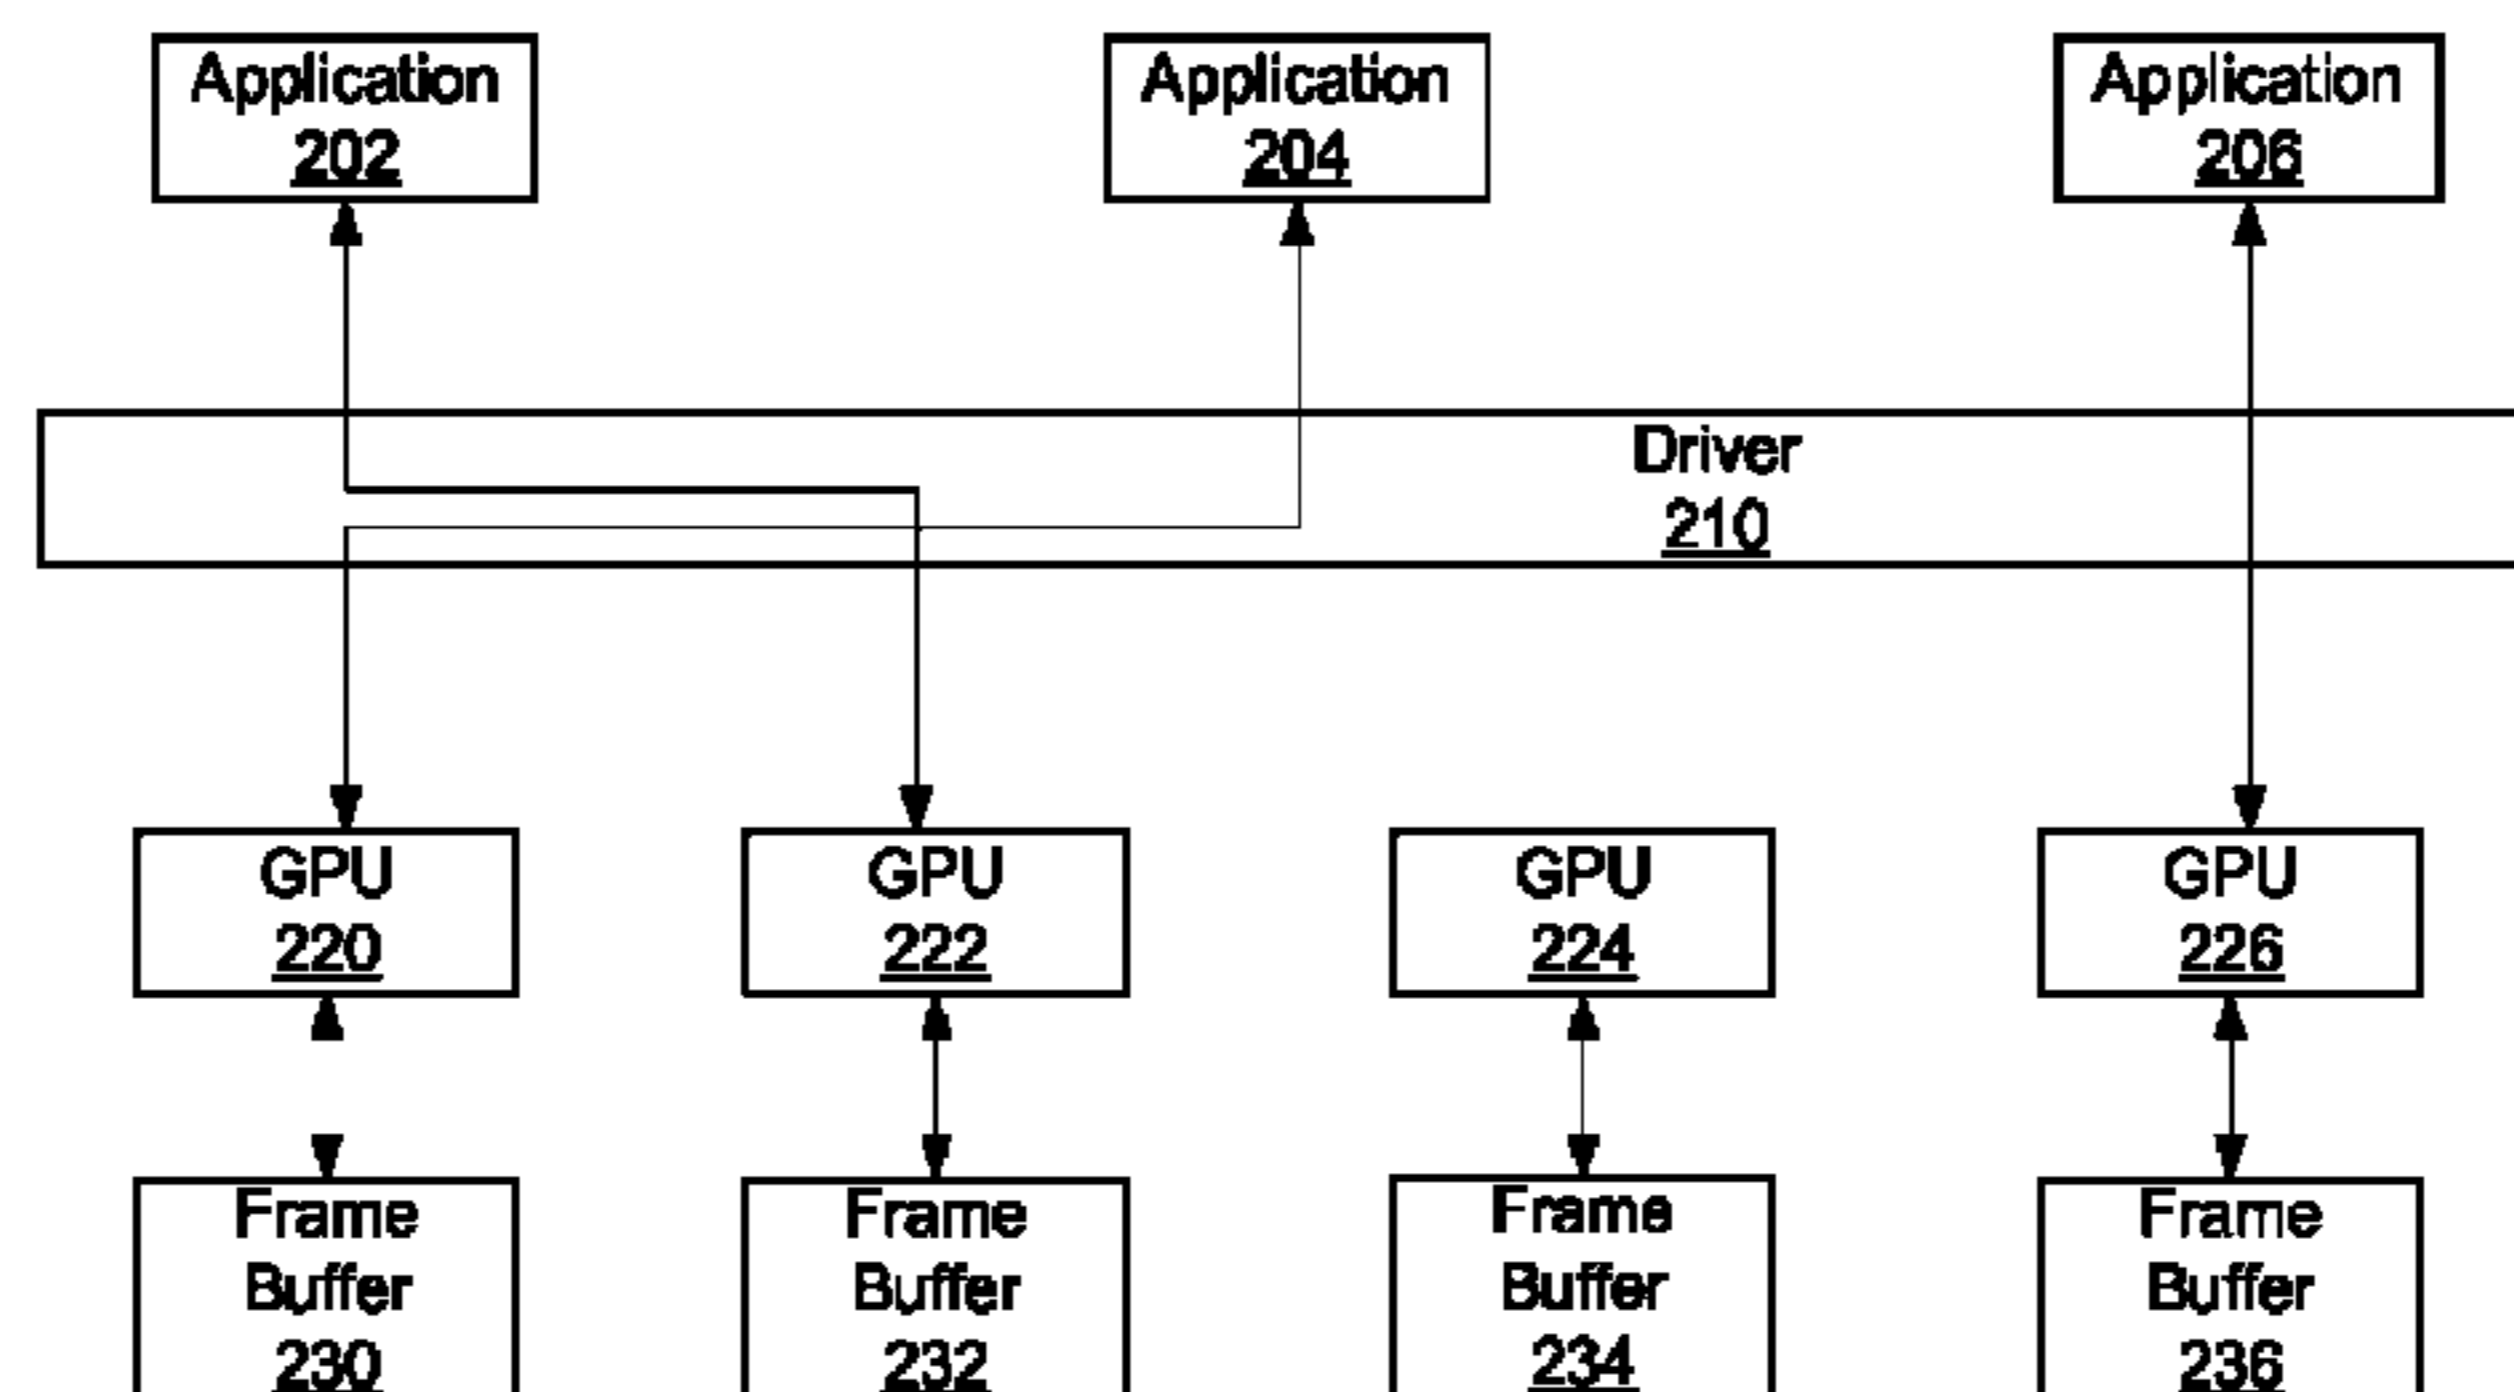 Application
202
Application
204
Application
206
Driver
210
GPU
220
GPU
222
GPU
224
GPU
226
Frame
Buffer
230
Frame
Buffer
232
Frame
Buffer
234
Frame
Buffer
236